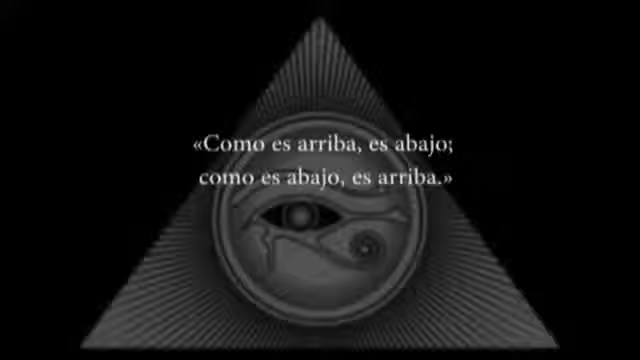 «Como es arriba, es abajo;
como es abajo, es arriba.»